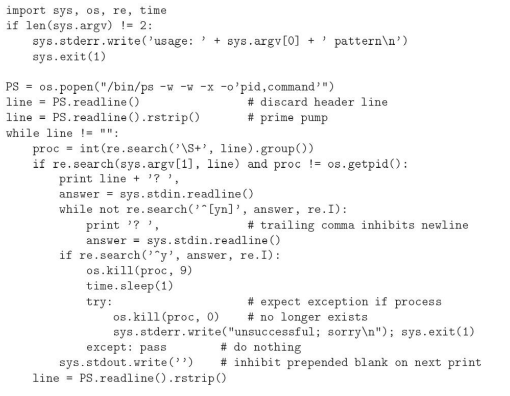 import sys, os, re, time
if len(sys.argv) != 2:
    sys.stderr.write('usage: ' + sys.argv[0] + ' pattern\n')
    sys.exit(1)

PS = os.popen("/bin/ps -w -w -x -o'pid,command'")
line = PS.readline()                # discard header line
line = PS.readline().rstrip()       # prime pump
while line != "":
    proc = int(re.search('\S+', line).group())
    if re.search(sys.argv[1], line) and proc != os.getpid():
        print line + '? ',
        answer = sys.stdin.readline()
        while not re.search('^[yn]', answer, re.I):
            print '? ',             # trailing comma inhibits newline
            answer = sys.stdin.readline()
        if re.search('^y', answer, re.I):
            os.kill(proc, 9)
            time.sleep(1)
            try:                    # expect exception if process
                os.kill(proc, 0)    # no longer exists
                sys.stderr.write("unsuccessful; sorry\n"); sys.exit(1)
            except: pass        # do nothing
        sys.stdout.write('')    # inhibit prepended blank on next print
    line = PS.readline().rstrip()